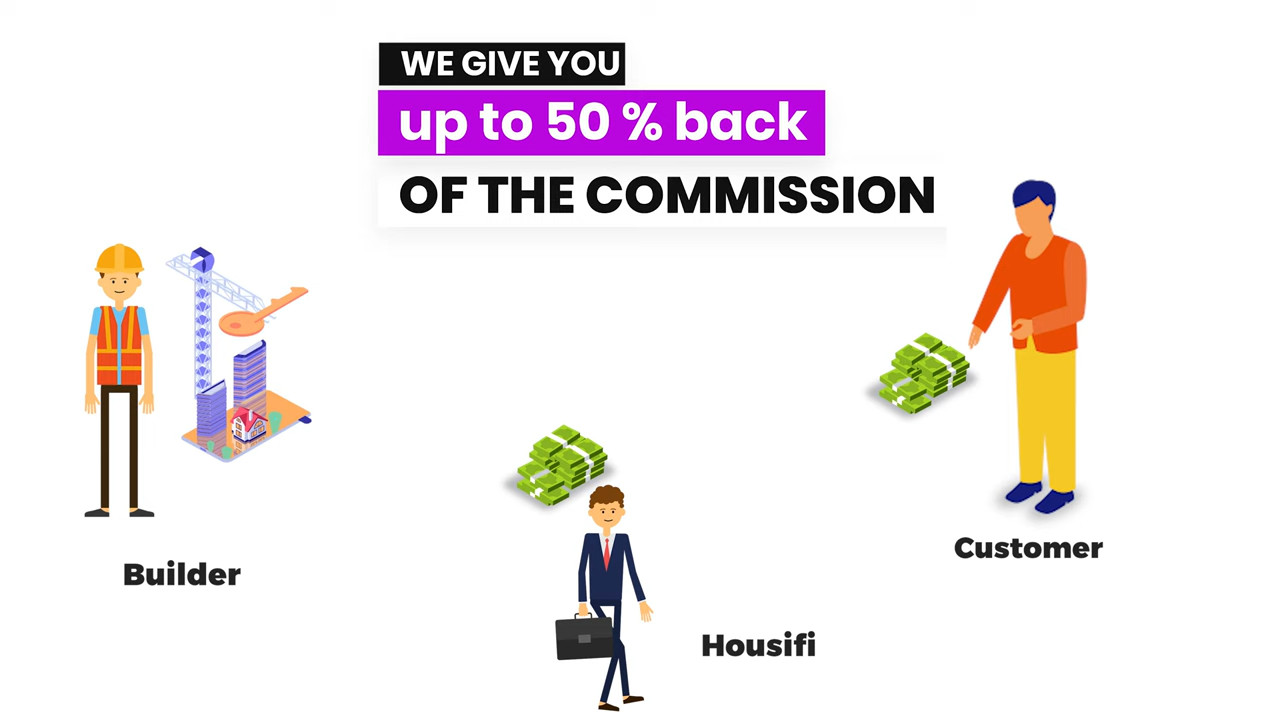 WE GIVE YOU
up to 50 % back
OF THE COMMISSION
Builder
Customer
Housifi